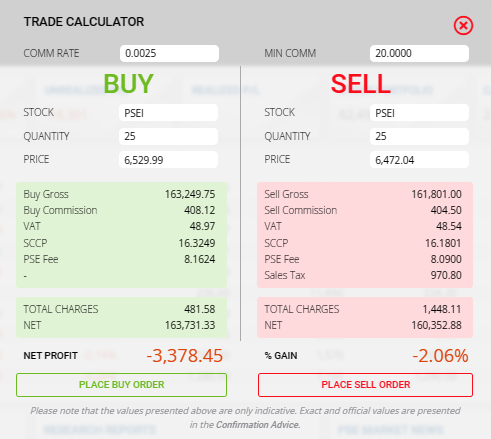 TRADE CALCULATOR
COMM RATE 0.0025 MIN COMM 20.0000
BUY SELL
STOCK PSEI STOCK PSEI
QUANTITY 25 QUANTITY 25
PRICE 6,529.99 PRICE 6,472.04
Buy Gross 163,249.75 Sell Gross 161,801.00
Buy Commission 408.12 Sell Commission 404.50
VAT 48.97 VAT 48.54
SCCP 16.3249 SCCP 16.1801
PSE Fee 8.1624 PSE Fee 8.0900
- Sales Tax 970.80
TOTAL CHARGES 481.58 TOTAL CHARGES 1,448.11
NET 163,731.33 NET 160,352.88
NET PROFIT -3,378.45 % GAIN -2.06%
PLACE BUY ORDER PLACE SELL ORDER
Please note that the values presented above are only indicative. Exact and official values are presented
in the Confirmation Advice.
RESEARCH REPORTS PSE MARKET NEWS